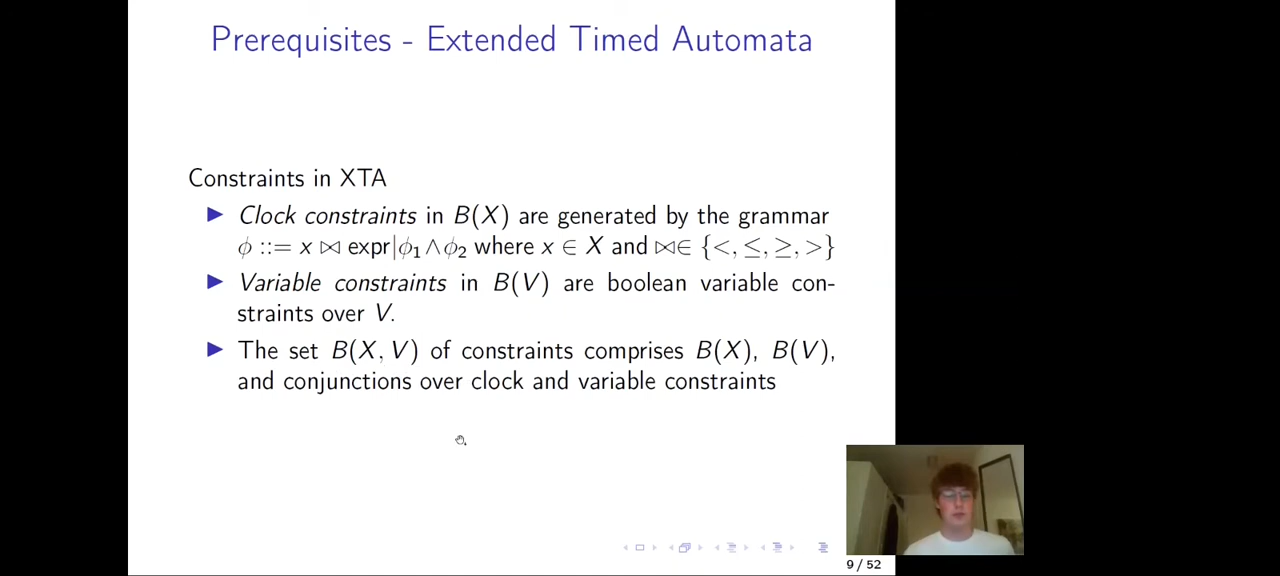 Prerequisites - Extended Timed Automata
Constraints in XTA
▶ Clock constraints in B(X) are generated by the grammar
ϕ ::= x ⋈ expr|ϕ₁ ∧ ϕ₂ where x ∈ X and ⋈∈ {<, ≤, ≥, >}
▶ Variable constraints in B(V) are boolean variable con-
straints over V.
▶ The set B(X, V) of constraints comprises B(X), B(V),
and conjunctions over clock and variable constraints
9 / 52